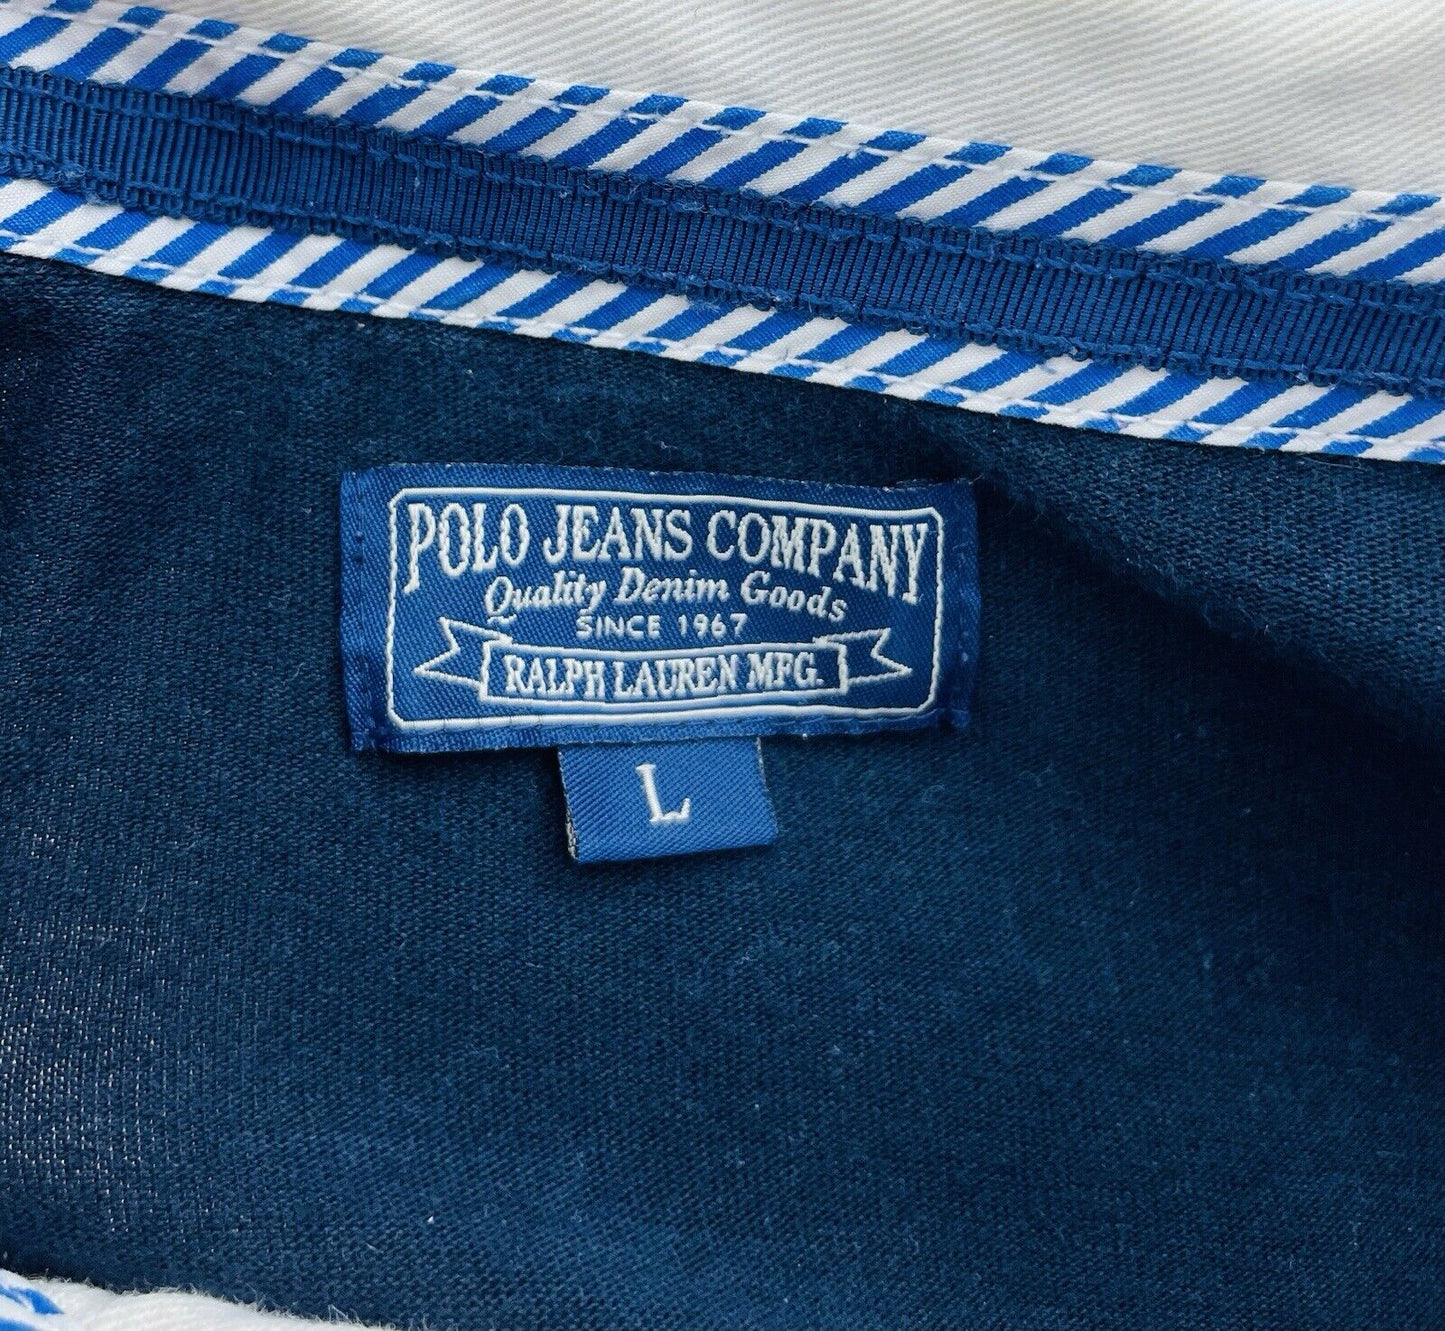 POLO JEANS COMPANY
Quality Denim Goods
SINCE 1967
RALPH LAUREN MFG.
L